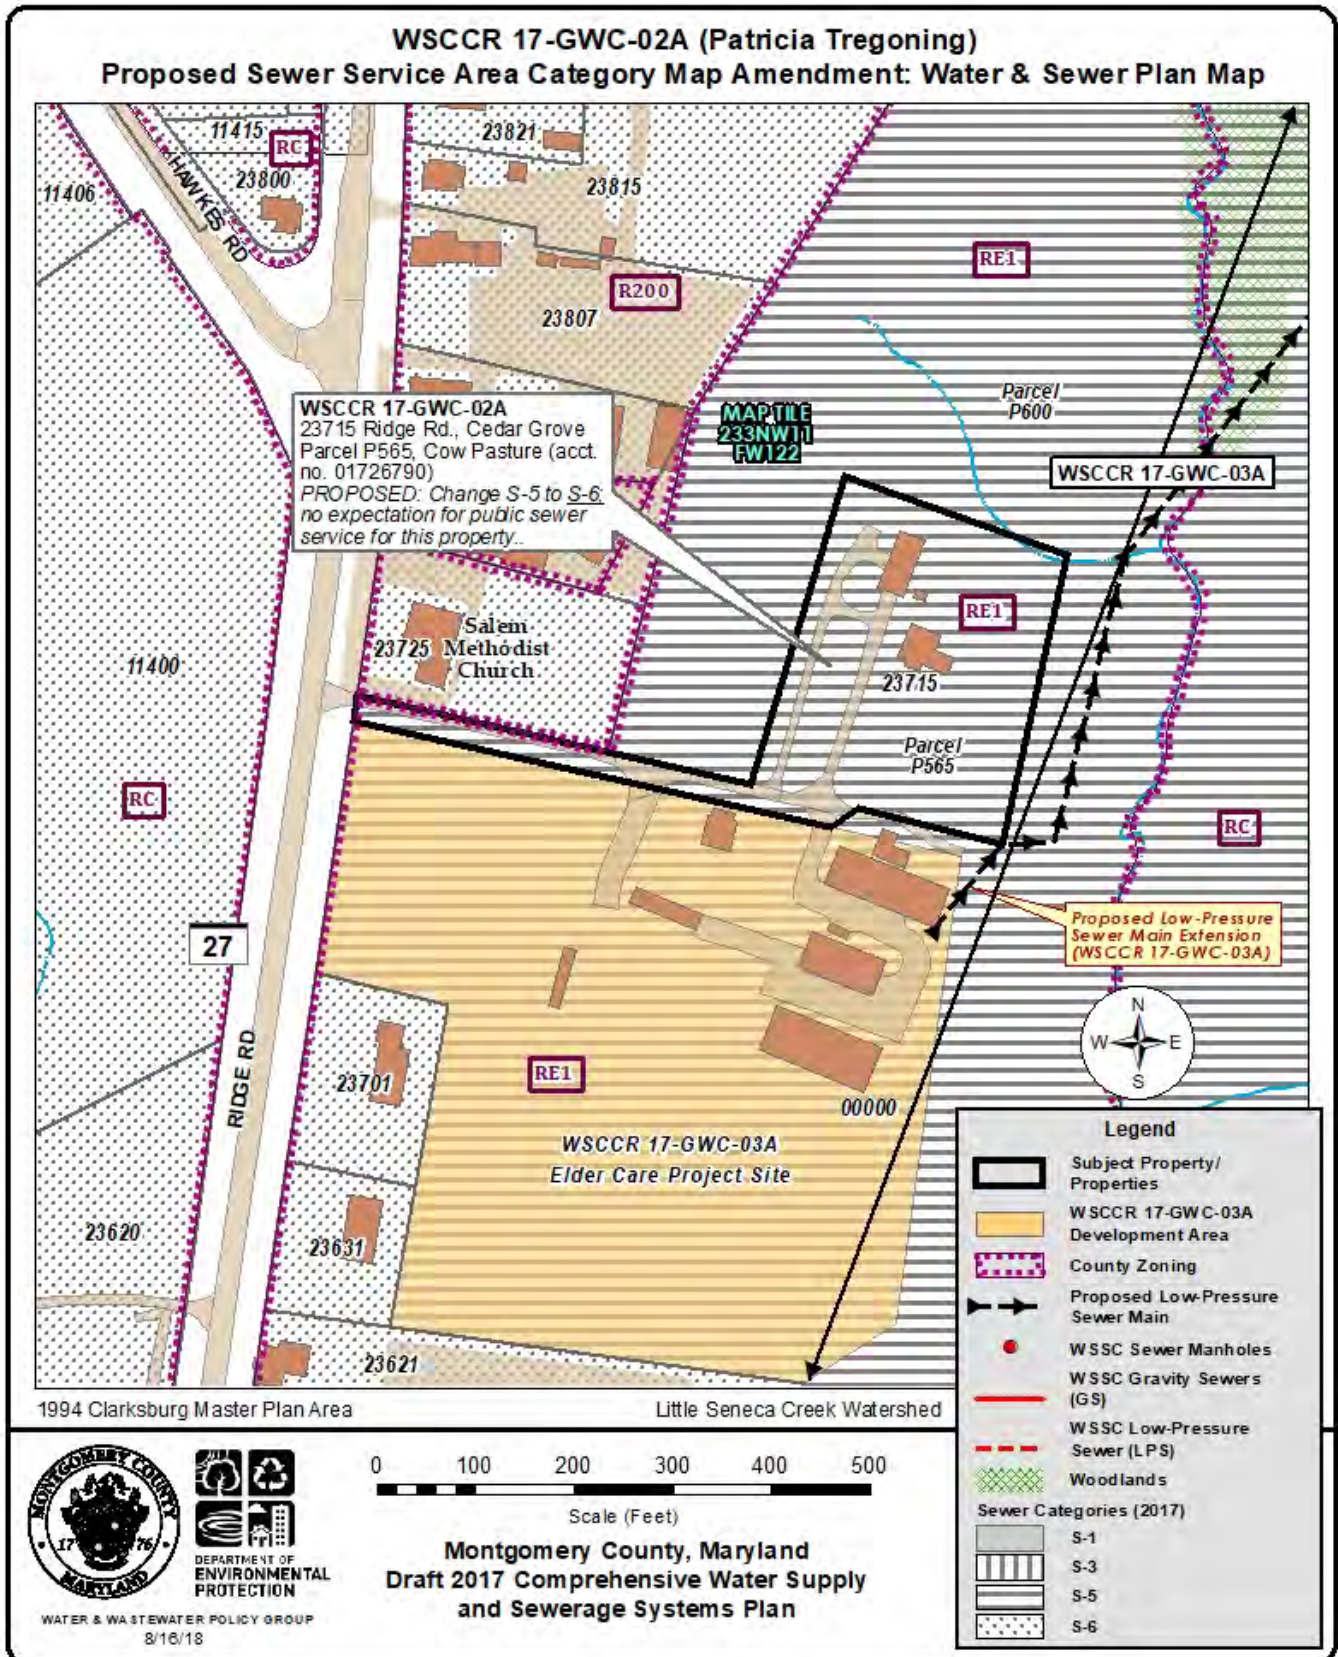 WSCCR 17-GWC-02A (Patricia Tregoning)
Proposed Sewer Service Area Category Map Amendment: Water & Sewer Plan Map
11415
RC
23800
11406
HAWKES RD
23821
23815
R200
23807
RE1
Parcel
P600
MAP TILE
233NW11
FW122
WSCCR 17-GWC-02A
23715 Ridge Rd., Cedar Grove
Parcel P565, Cow Pasture (acct.
no. 01726790)
PROPOSED: Change S-5 to S-6;
no expectation for public sewer
service for this property..
WSCCR 17-GWC-03A
RE1
23725
Salem
Methodist
Church
11400
23715
Parcel
P565
RC
RC
27
Proposed Low-Pressure
Sewer Main Extension
(WSCCR 17-GWC-03A)
N
W
E
S
RIDGE RD
23701
RE1
00000
WSCCR 17-GWC-03A
Elder Care Project Site
23620
23631
23621
Legend
Subject Property/
Properties
WSCCR 17-GWC-03A
Development Area
County Zoning
Proposed Low-Pressure
Sewer Main
WSSC Sewer Manholes
WSSC Gravity Sewers
(GS)
WSSC Low-Pressure
Sewer (LPS)
Woodlands
Sewer Categories (2017)
S-1
S-3
S-5
S-6
1994 Clarksburg Master Plan Area
Little Seneca Creek Watershed
MONTGOMERY COUNTY
17 76
MARYLAND
DEPARTMENT OF
ENVIRONMENTAL
PROTECTION
WATER & WASTEWATER POLICY GROUP
8/16/18
0 100 200 300 400 500
Scale (Feet)
Montgomery County, Maryland
Draft 2017 Comprehensive Water Supply
and Sewerage Systems Plan